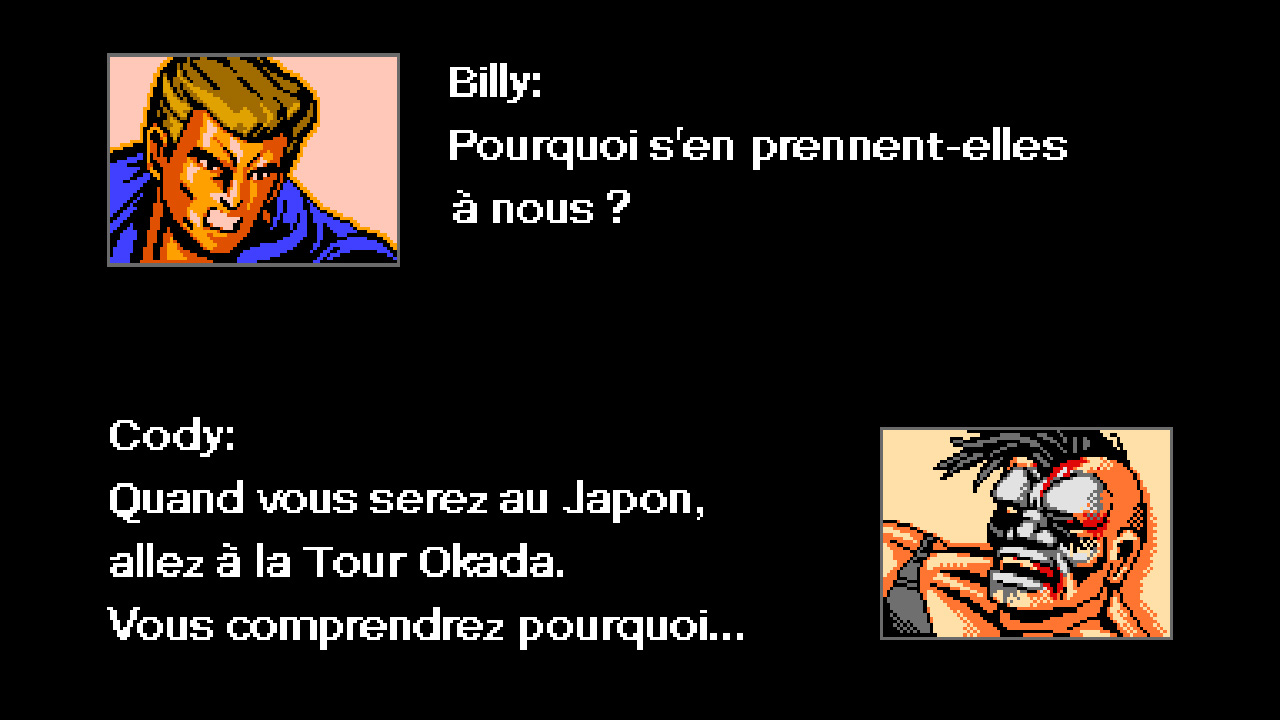 Billy:
Pourquoi s'en prennent-elles
à nous ?
Cody:
Quand vous serez au Japon,
allez à la Tour Okada.
Vous comprendrez pourquoi...